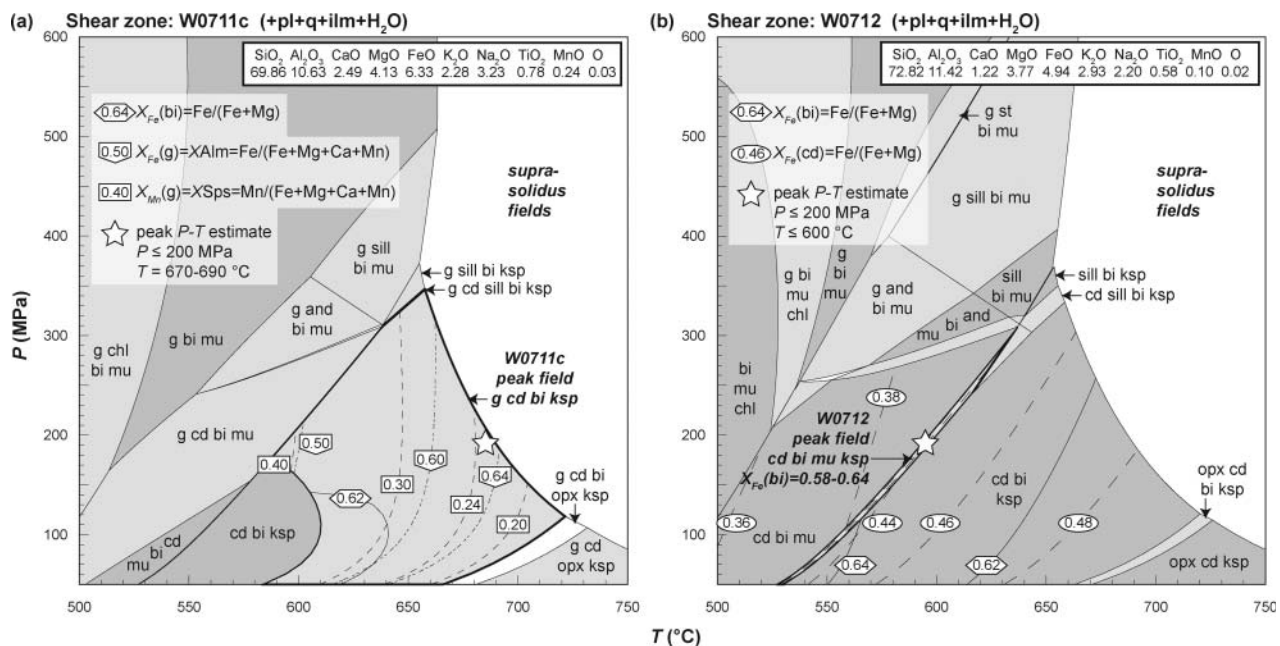 (a) Shear zone: W0711c (+pl+q+ilm+H2O)
SiO2 Al2O3 CaO MgO FeO K2O Na2O TiO2 MnO O
69.86 10.63 2.49 4.13 6.33 2.28 3.23 0.78 0.24 0.03
0.64 XFe(bi)=Fe/(Fe+Mg)
0.50 XFe(g)=XAlm=Fe/(Fe+Mg+Ca+Mn)
0.40 XMn(g)=XSps=Mn/(Fe+Mg+Ca+Mn)
peak P-T estimate
P ≤ 200 MPa
T = 670-690 °C
supra-
solidus
fields
g sill
bi mu
g sill bi ksp
g cd sill bi ksp
g and
bi mu
g bi mu
g chl
bi mu
W0711c
peak field
g cd bi ksp
g cd bi mu
0.50
0.40
0.60
0.62
0.30
0.64
0.24
0.20
g cd bi
opx ksp
cd
bi
mu
cd bi ksp
g cd
opx ksp
600
500
400
300
200
100
P (MPa)
500
550
600
650
700
750
(b) Shear zone: W0712 (+pl+q+ilm+H2O)
SiO2 Al2O3 CaO MgO FeO K2O Na2O TiO2 MnO O
72.82 11.42 1.22 3.77 4.94 2.93 2.20 0.58 0.10 0.02
0.64 XFe(bi)=Fe/(Fe+Mg)
0.46 XFe(cd)=Fe/(Fe+Mg)
peak P-T estimate
P ≤ 200 MPa
T ≤ 600 °C
g st
bi mu
supra-
solidus
fields
g sill bi mu
g bi
mu
chl
g
bi
mu
g and
bi mu
sill
bi mu
sill bi ksp
cd sill bi ksp
mu bi and
bi
mu
chl
0.38
W0712
peak field
cd bi mu ksp
XFe(bi)=0.58-0.64
cd bi
ksp
opx cd
bi ksp
0.36
cd bi mu
0.44
0.46
0.48
0.64
0.62
opx cd ksp
600
500
400
300
200
100
500
550
600
650
700
750
T (°C)